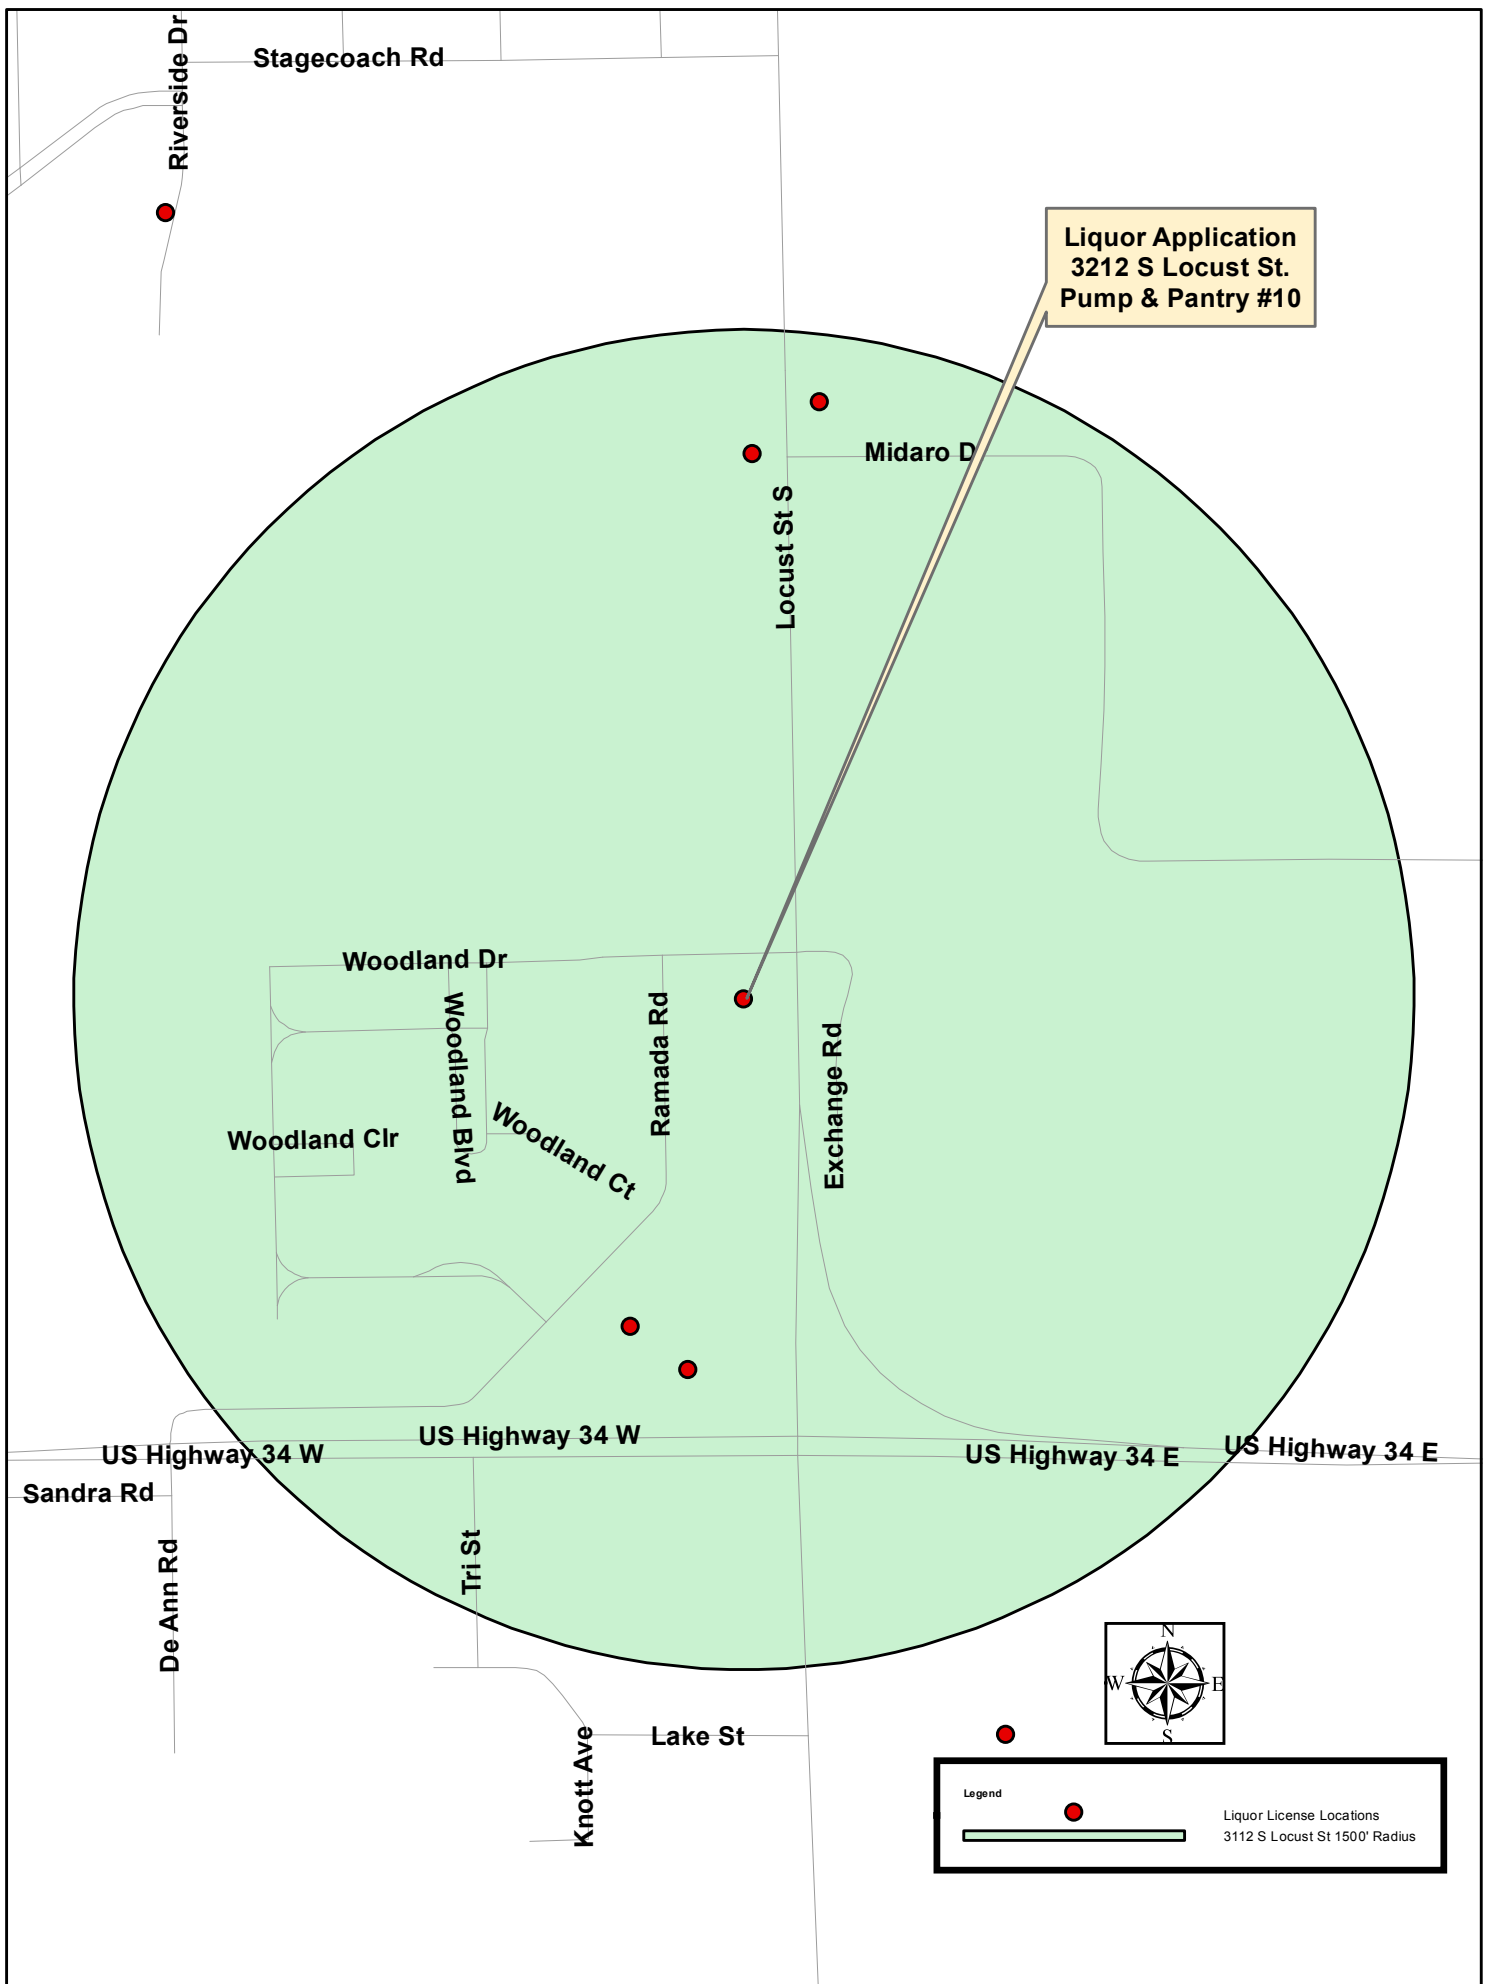 Riverside Dr
Stagecoach Rd
Liquor Application
3212 S Locust St.
Pump & Pantry #10
Midaro D
Locust St S
Woodland Dr
Woodland Blvd
Ramada Rd
Exchange Rd
Woodland Clr
Woodland Ct
US Highway 34 W
US Highway 34 W
US Highway 34 E
US Highway 34 E
Sandra Rd
De Ann Rd
Tri St
Knott Ave
Lake St
N
W
E
S
Legend
Liquor License Locations
3112 S Locust St 1500' Radius